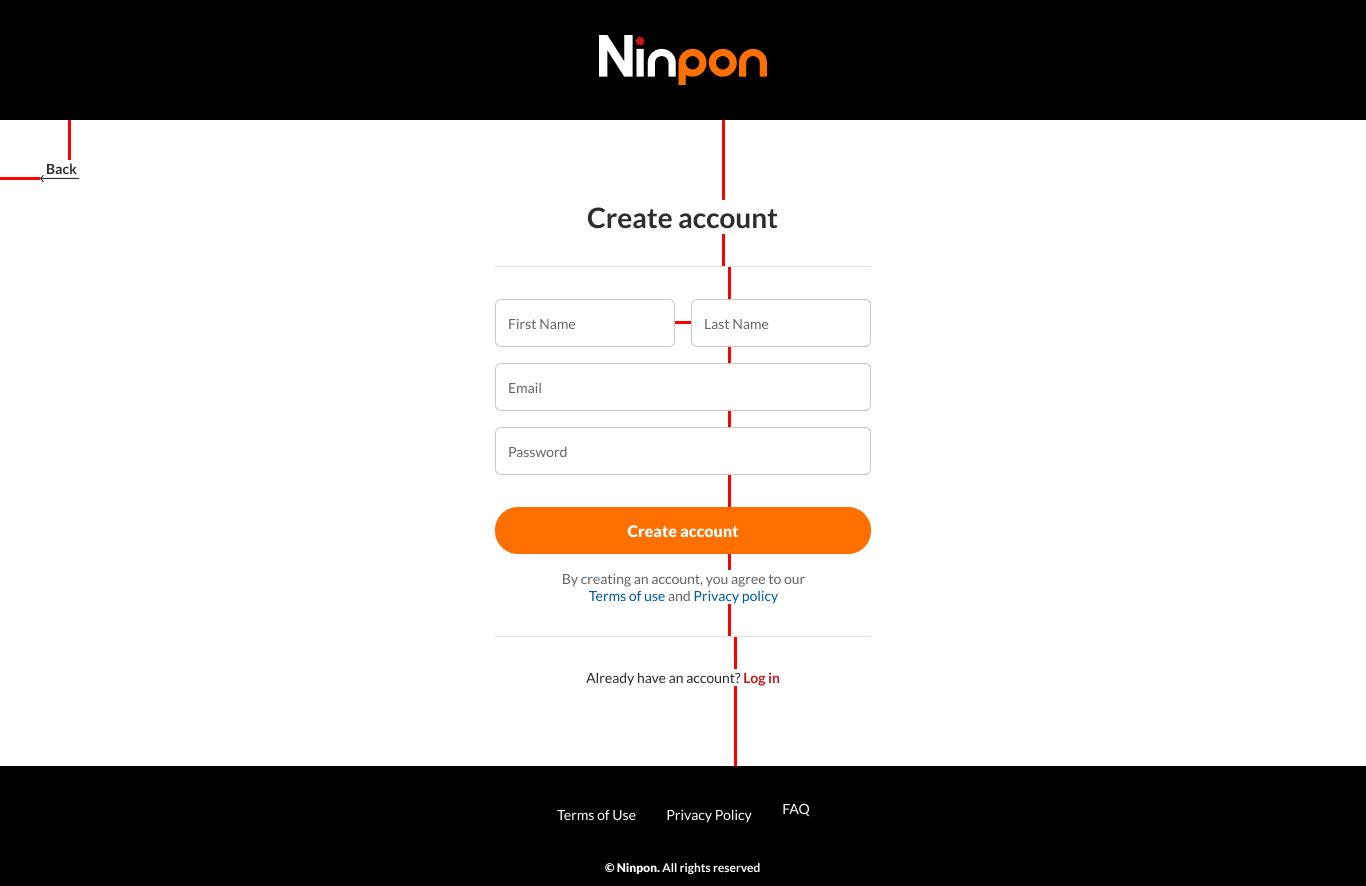 Ninpon
Back
Create account
First Name
Last Name
Email
Password
Create account
By creating an account, you agree to our
Terms of use and Privacy policy
Already have an account? Log in
Terms of Use Privacy Policy FAQ
© Ninpon. All rights reserved